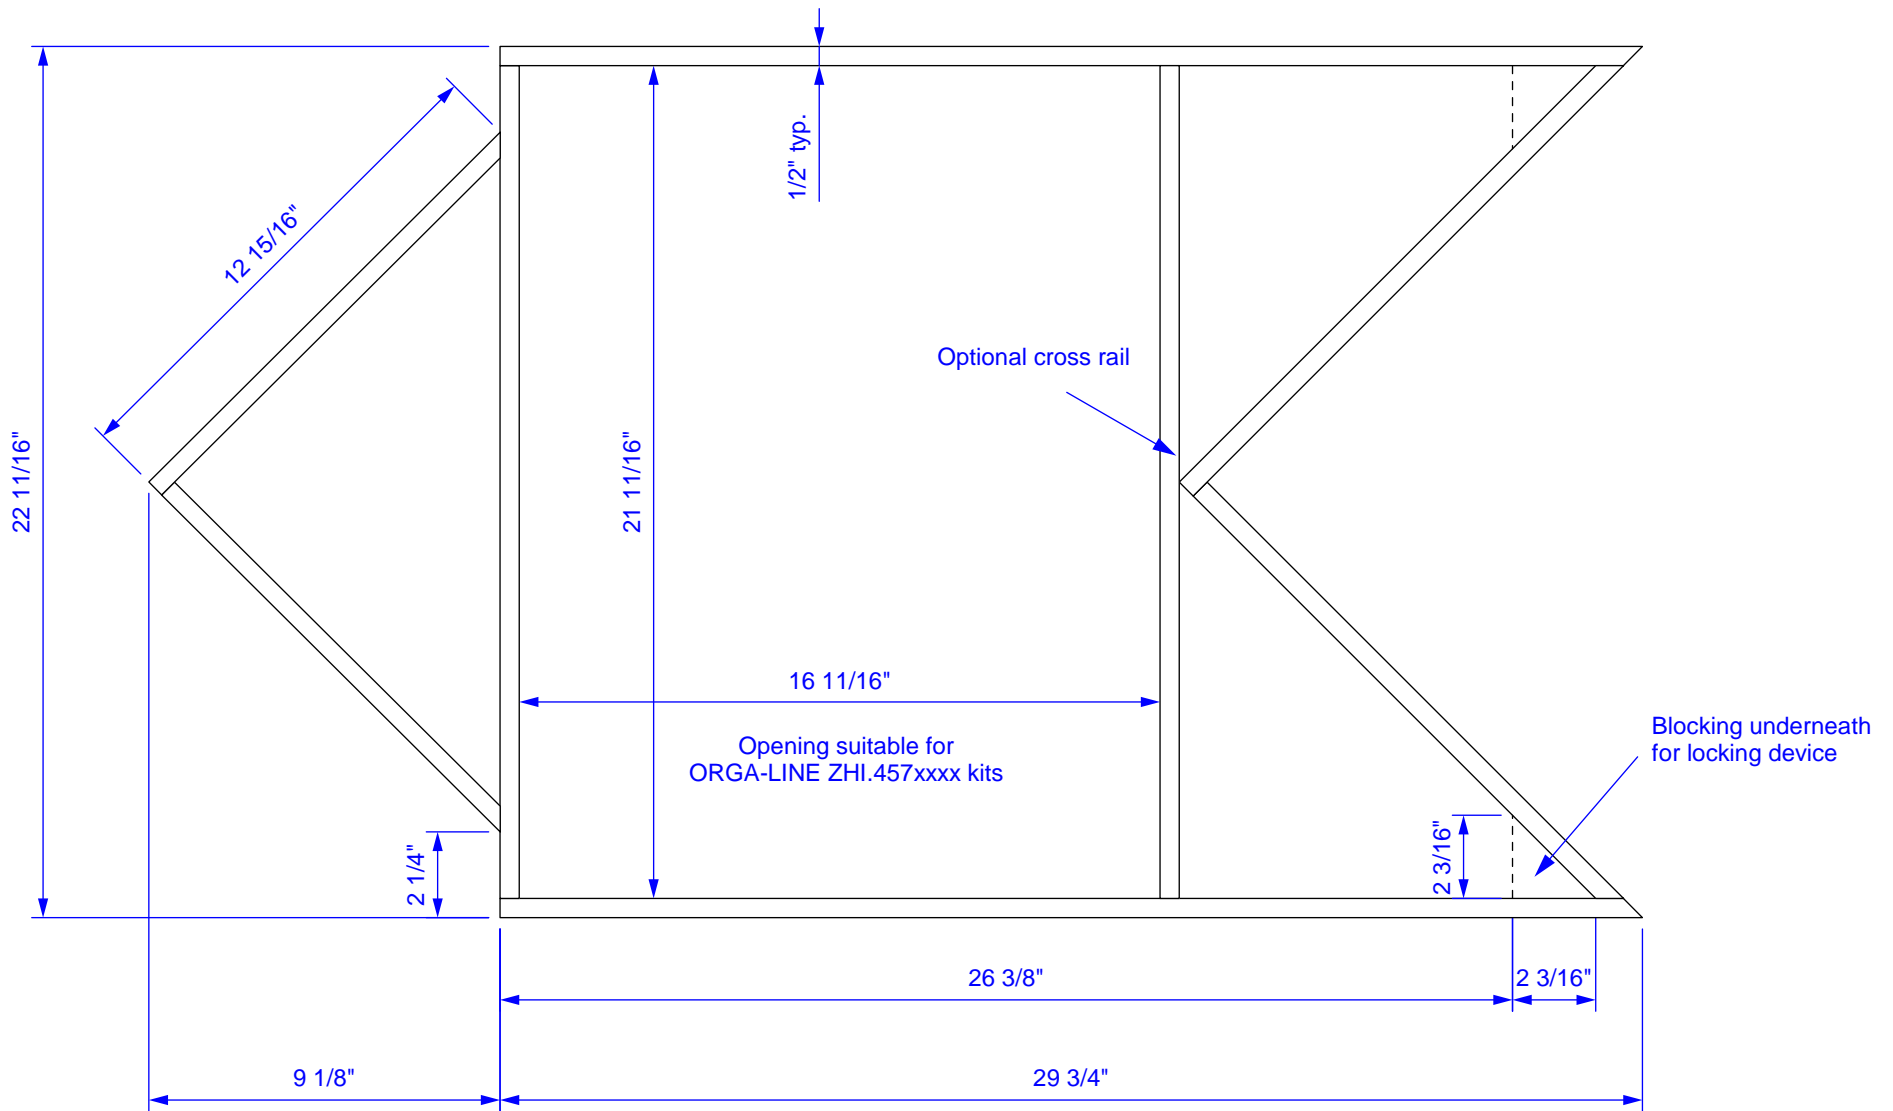 1/2" typ.
12 15/16"
Optional cross rail
22 11/16"
21 11/16"
16 11/16"
Opening suitable for
ORGA-LINE ZHI.457xxxx kits
Blocking underneath
for locking device
2 1/4"
2 3/16"
26 3/8"
2 3/16"
9 1/8"
29 3/4"